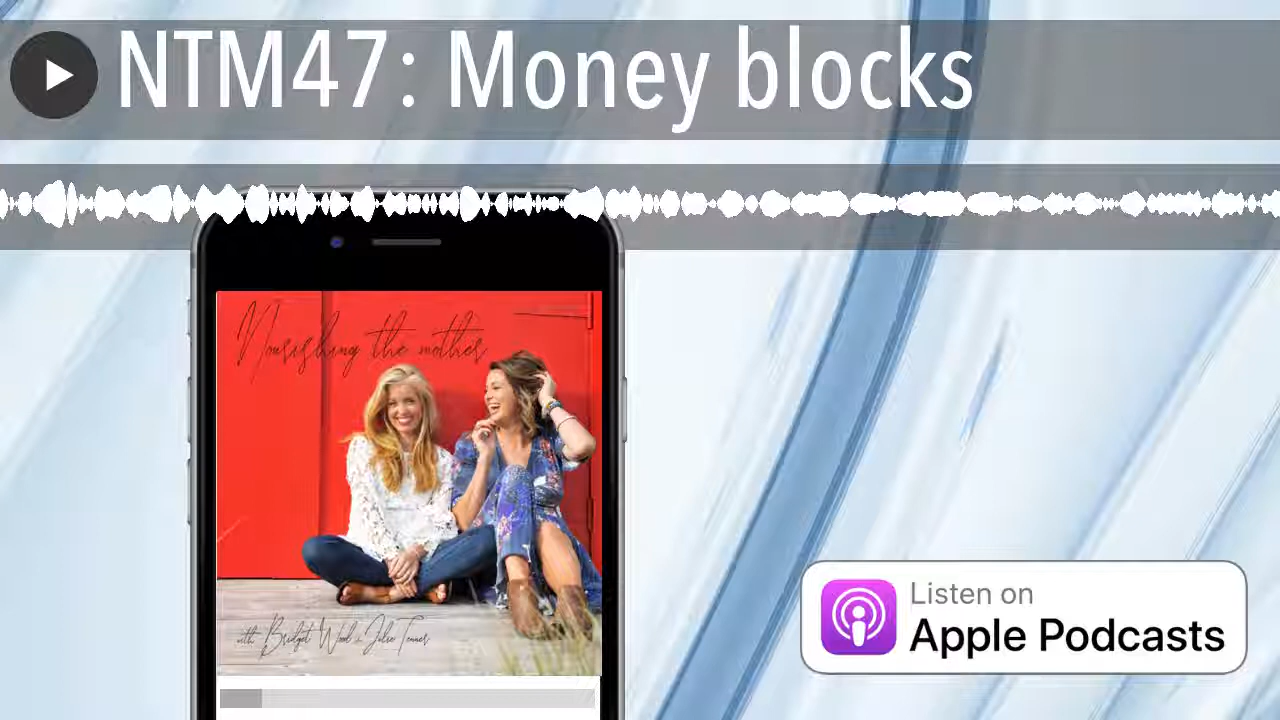 NTM47: Money blocks
Nourishing the mother
with Bridget Wood & Julie Tenner
Listen on
Apple Podcasts